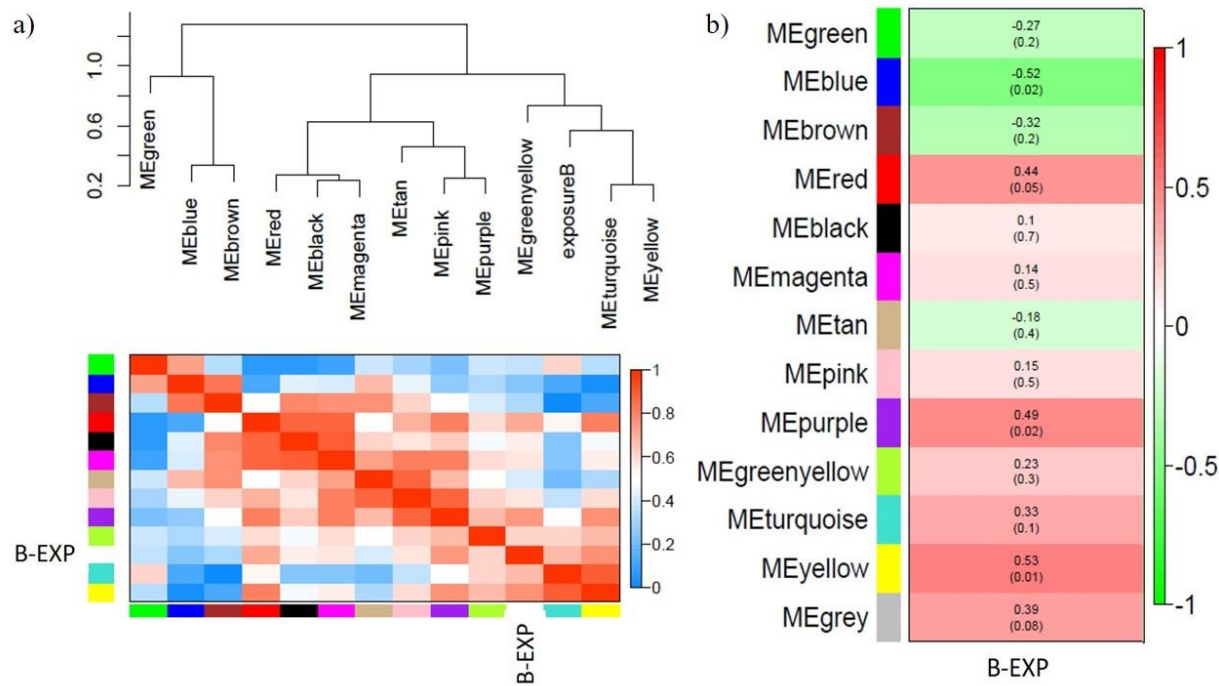 a)
1.0
0.6
0.2
MEgreen
MEblue
MEbrown
MEred
MEblack
MEmagenta
MEtan
MEpink
MEpurple
MEgreenyellow
exposureB
MEturquoise
MEyellow
B-EXP
1
0.8
0.6
0.4
0.2
0
B-EXP
b)
MEgreen
-0.27
(0.2)
MEblue
-0.52
(0.02)
MEbrown
-0.32
(0.2)
MEred
0.44
(0.05)
MEblack
0.1
(0.7)
MEmagenta
0.14
(0.5)
MEtan
-0.18
(0.4)
MEpink
0.15
(0.5)
MEpurple
0.49
(0.02)
MEgreenyellow
0.23
(0.3)
MEturquoise
0.33
(0.1)
MEyellow
0.53
(0.01)
MEgrey
0.39
(0.08)
1
0.5
0
-0.5
-1
B-EXP